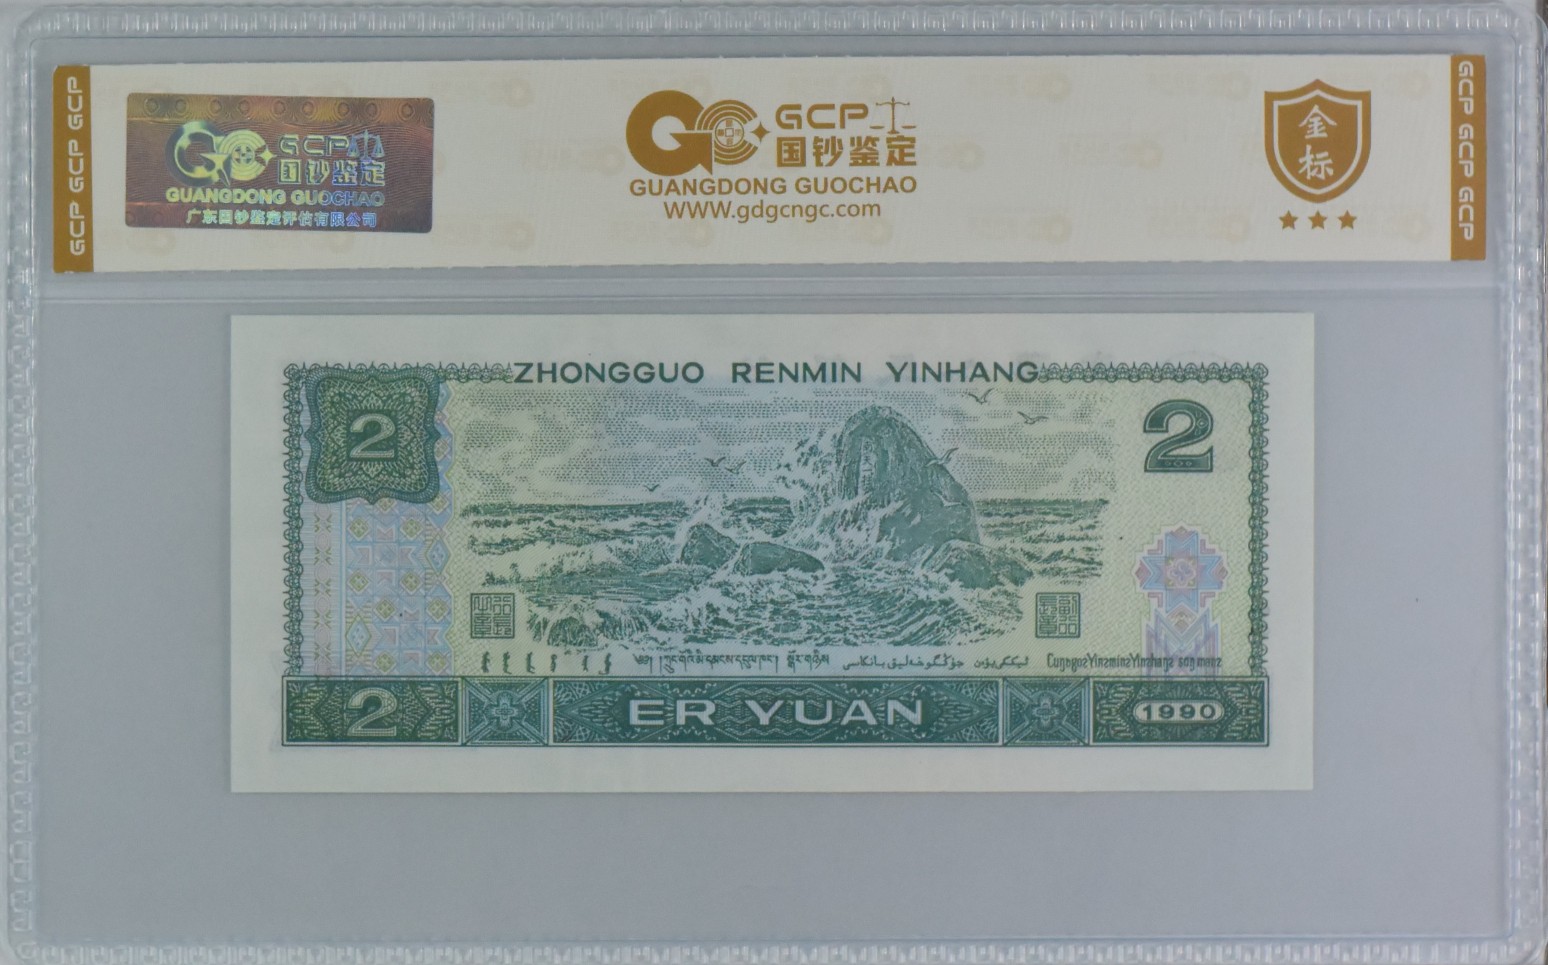 GCP GCP GCP
GCP
国钞鉴定
GUANGDONG GUOCHAO
广东国钞鉴定评估有限公司
GCP
国钞鉴定
GUANGDONG GUOCHAO
WWW.gdgcngc.com
金标
GCP GCP GCP
ZHONGGUO RENMIN YINHANG
2
2
2
ER YUAN
1990